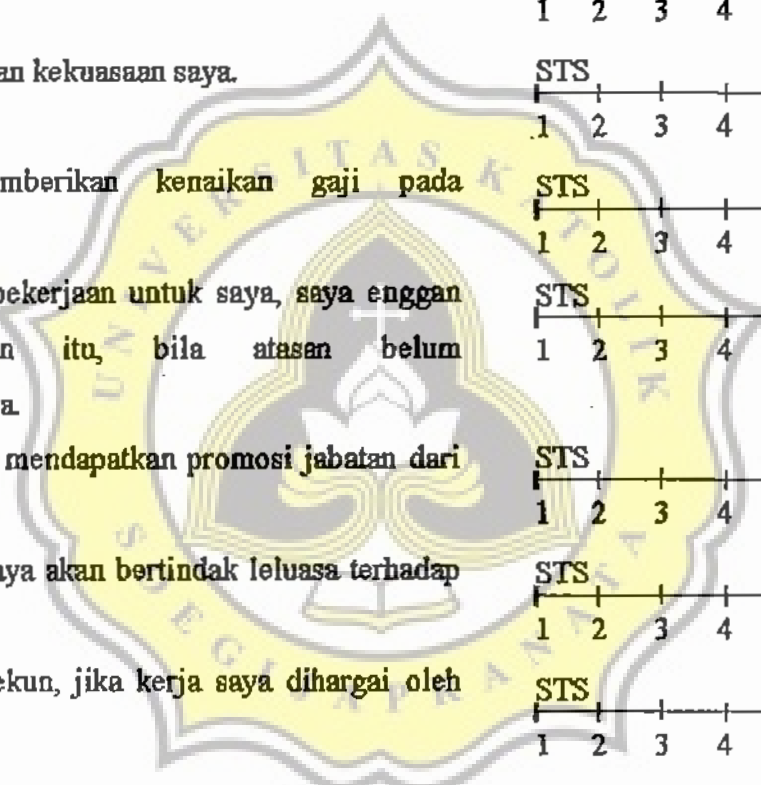 1 2 3 4
an kekuasaan saya. STS
1 2 3 4
mberikan kenaikan gaji pada STS
1 2 3 4
pekerjaan untuk saya, saya enggan STS
n itu, bila atasan belum 1 2 3 4
a.
mendapatkan promosi jabatan dari STS
1 2 3 4
aya akan bertindak leluasa terhadap STS
1 2 3 4
ekun, jika kerja saya dihargai oleh STS
1 2 3 4
UNIVERSITAS KATOLIK
SOEGIJAPRANATA